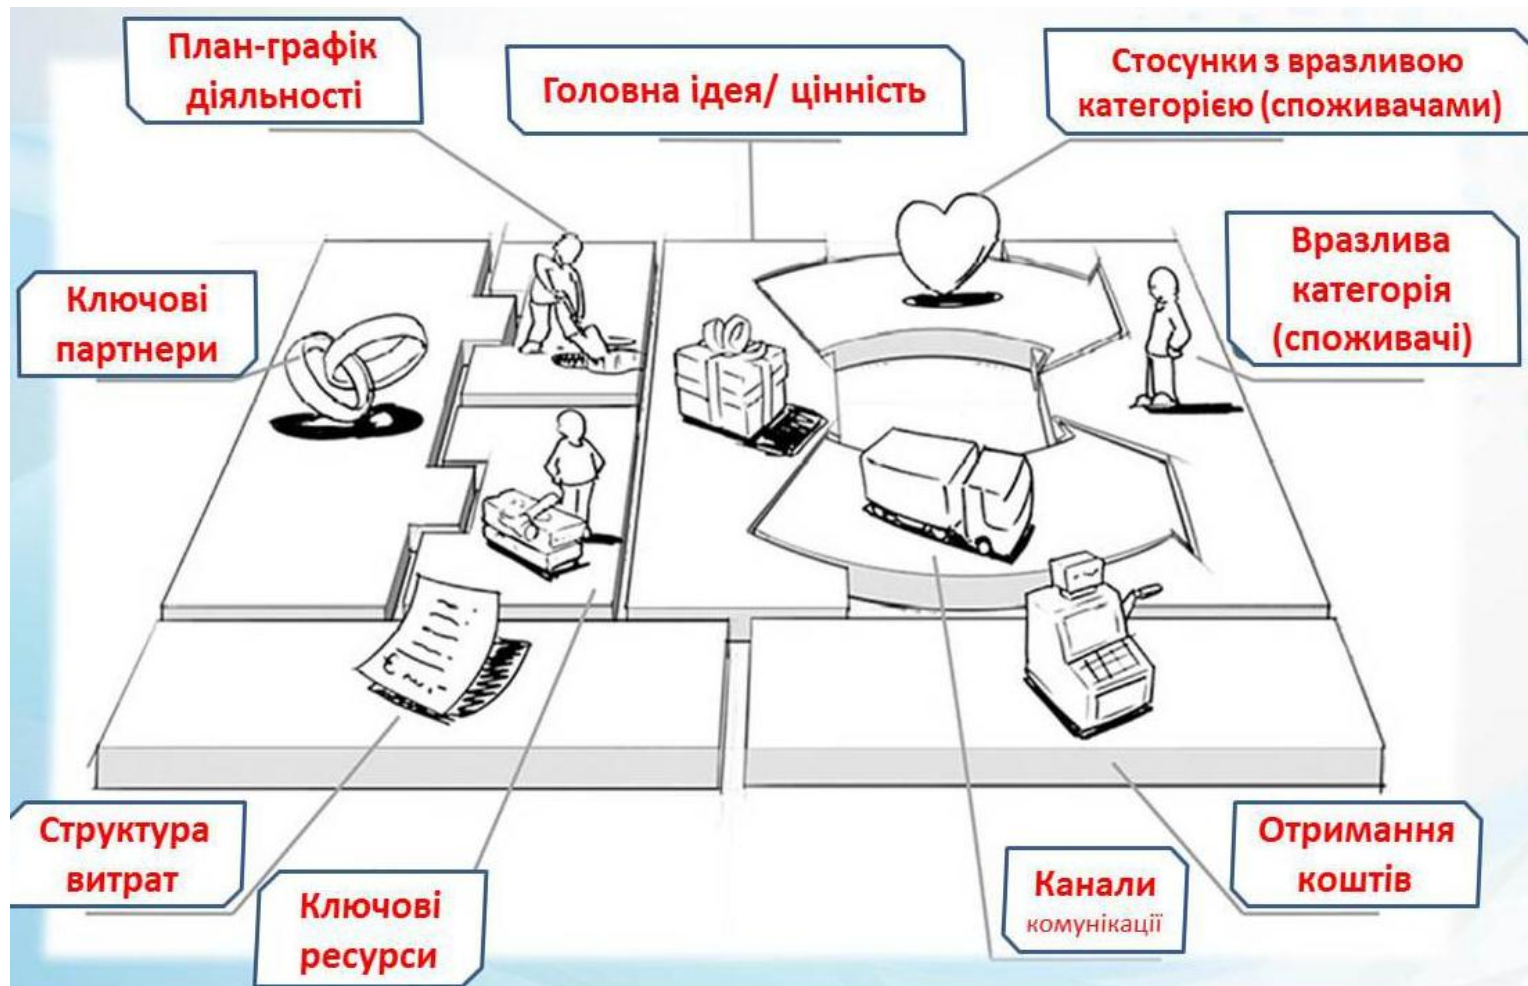 План-графік
діяльності
Головна ідея/ цінність
Стосунки з вразливою
категорією (споживачами)
Ключові
партнери
Вразлива
категорія
(споживачі)
Структура
витрат
Ключові
ресурси
Канали
комунікації
Отримання
коштів